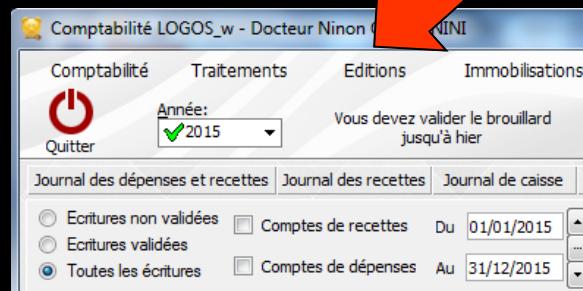 Comptabilité LOGOS_w - Docteur Ninon NINI
Comptabilité Traitements Editions Immobilisations
Quitter
Année:
2015
Vous devez valider le brouillard
jusqu'à hier
Journal des dépenses et recettes Journal des recettes Journal de caisse
Ecritures non validées Comptes de recettes Du 01/01/2015
Ecritures validées
Toutes les écritures Comptes de dépenses Au 31/12/2015